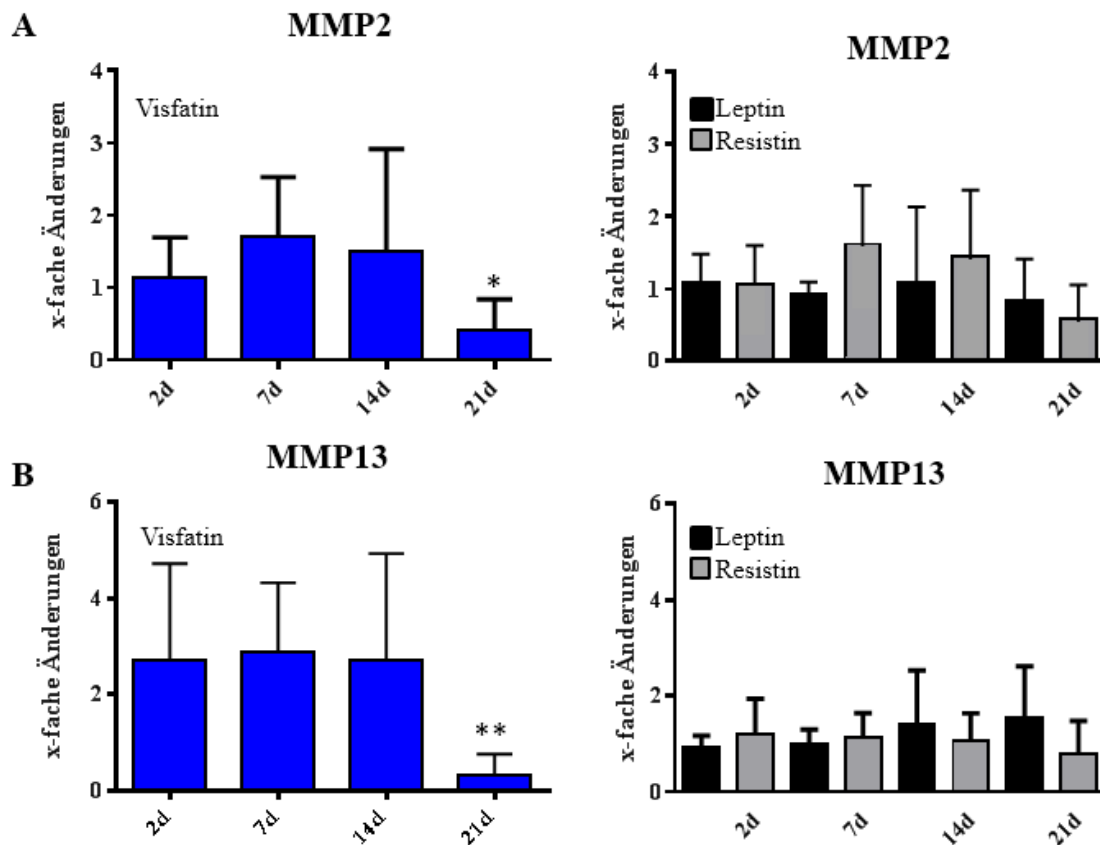 A
MMP2
x-fache Änderungen
4
3
2
1
0
Visfatin
*
2d
7d
14d
21d
MMP2
x-fache Änderungen
4
3
2
1
0
Leptin
Resistin
2d
7d
14d
21d
B
MMP13
x-fache Änderungen
6
4
2
0
Visfatin
**
2d
7d
14d
21d
MMP13
x-fache Änderungen
6
4
2
0
Leptin
Resistin
2d
7d
14d
21d